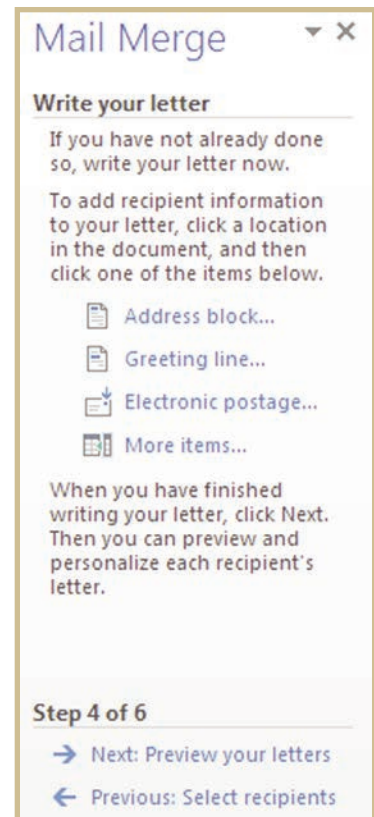 Mail Merge
Write your letter
If you have not already done
so, write your letter now.
To add recipient information
to your letter, click a location
in the document, and then
click one of the items below.
Address block...
Greeting line...
Electronic postage...
More items...
When you have finished
writing your letter, click Next.
Then you can preview and
personalize each recipient's
letter.
Step 4 of 6
Next: Preview your letters
Previous: Select recipients